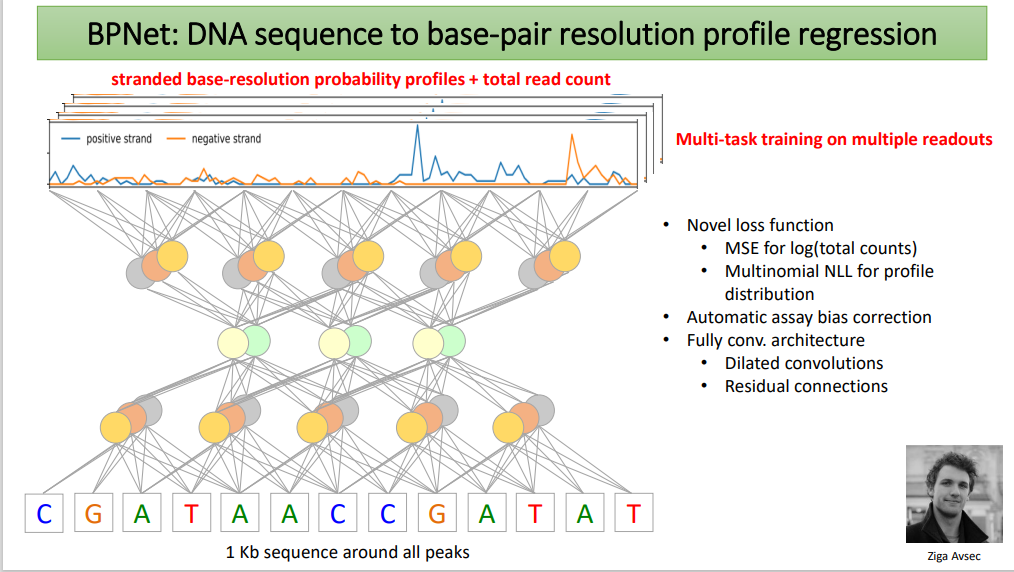 BPNet: DNA sequence to base-pair resolution profile regression
stranded base-resolution probability profiles + total read count
positive strand negative strand
Multi-task training on multiple readouts
• Novel loss function
• MSE for log(total counts)
• Multinomial NLL for profile
distribution
• Automatic assay bias correction
• Fully conv. architecture
• Dilated convolutions
• Residual connections
C G A T A A C C G A T A T
1 Kb sequence around all peaks
Ziga Avsec